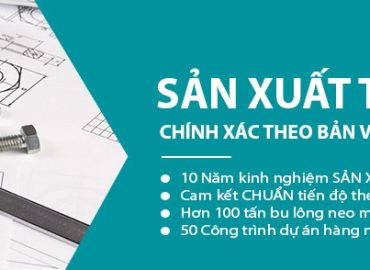 SẢN XUẤT T
CHÍNH XÁC THEO BẢN V
10 Năm kinh nghiệm SẢN X
Cam kết CHUẨN tiến độ the
Hơn 100 tấn bu lông neo m
50 Công trình dự án hàng n